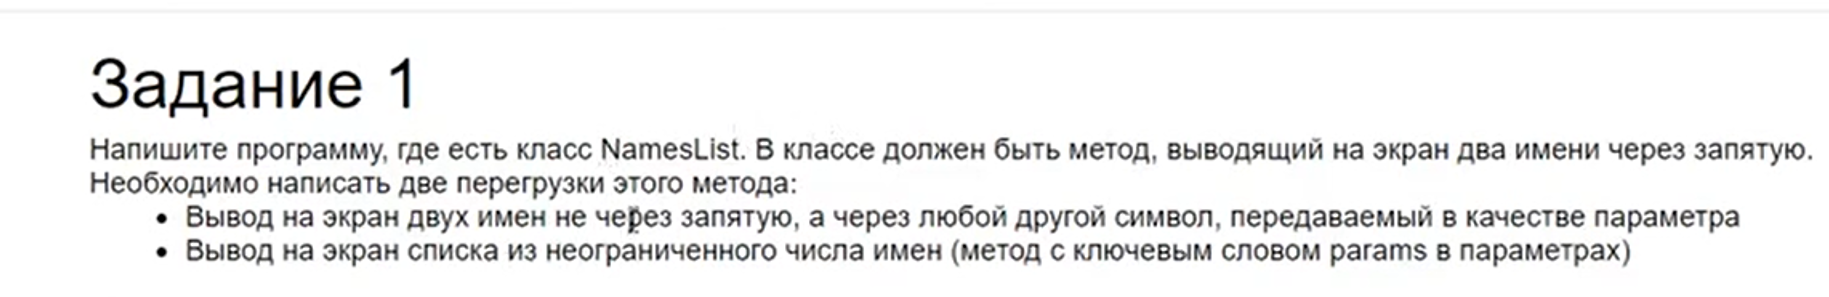 Задание 1
Напишите программу, где есть класс NamesList. В классе должен быть метод, выводящий на экран два имени через запятую.
Необходимо написать две перегрузки этого метода:
• Вывод на экран двух имен не через запятую, а через любой другой символ, передаваемый в качестве параметра
• Вывод на экран списка из неограниченного числа имен (метод с ключевым словом params в параметрах)